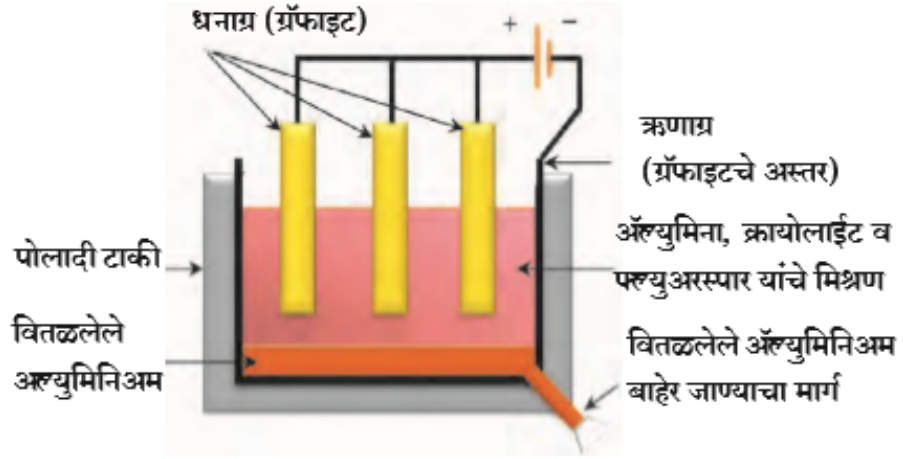 धनाग्र (ग्रॅफाइट)
+ −
ऋणाग्र
(ग्रॅफाइटचे अस्तर)
पोलादी टाकी
ॲल्युमिना, क्रायोलाईट व
फ्ल्युअरस्पार यांचे मिश्रण
वितळलेले
ॲल्युमिनिअम
वितळलेले ॲल्युमिनिअम
बाहेर जाण्याचा मार्ग